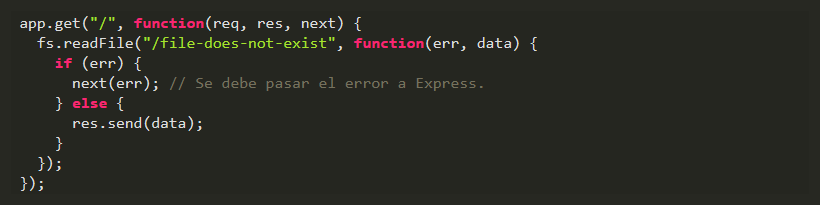 app.get("/", function(req, res, next) {
  fs.readFile("/file-does-not-exist", function(err, data) {
    if (err) {
      next(err); // Se debe pasar el error a Express.
    } else {
      res.send(data);
    }
  });
});